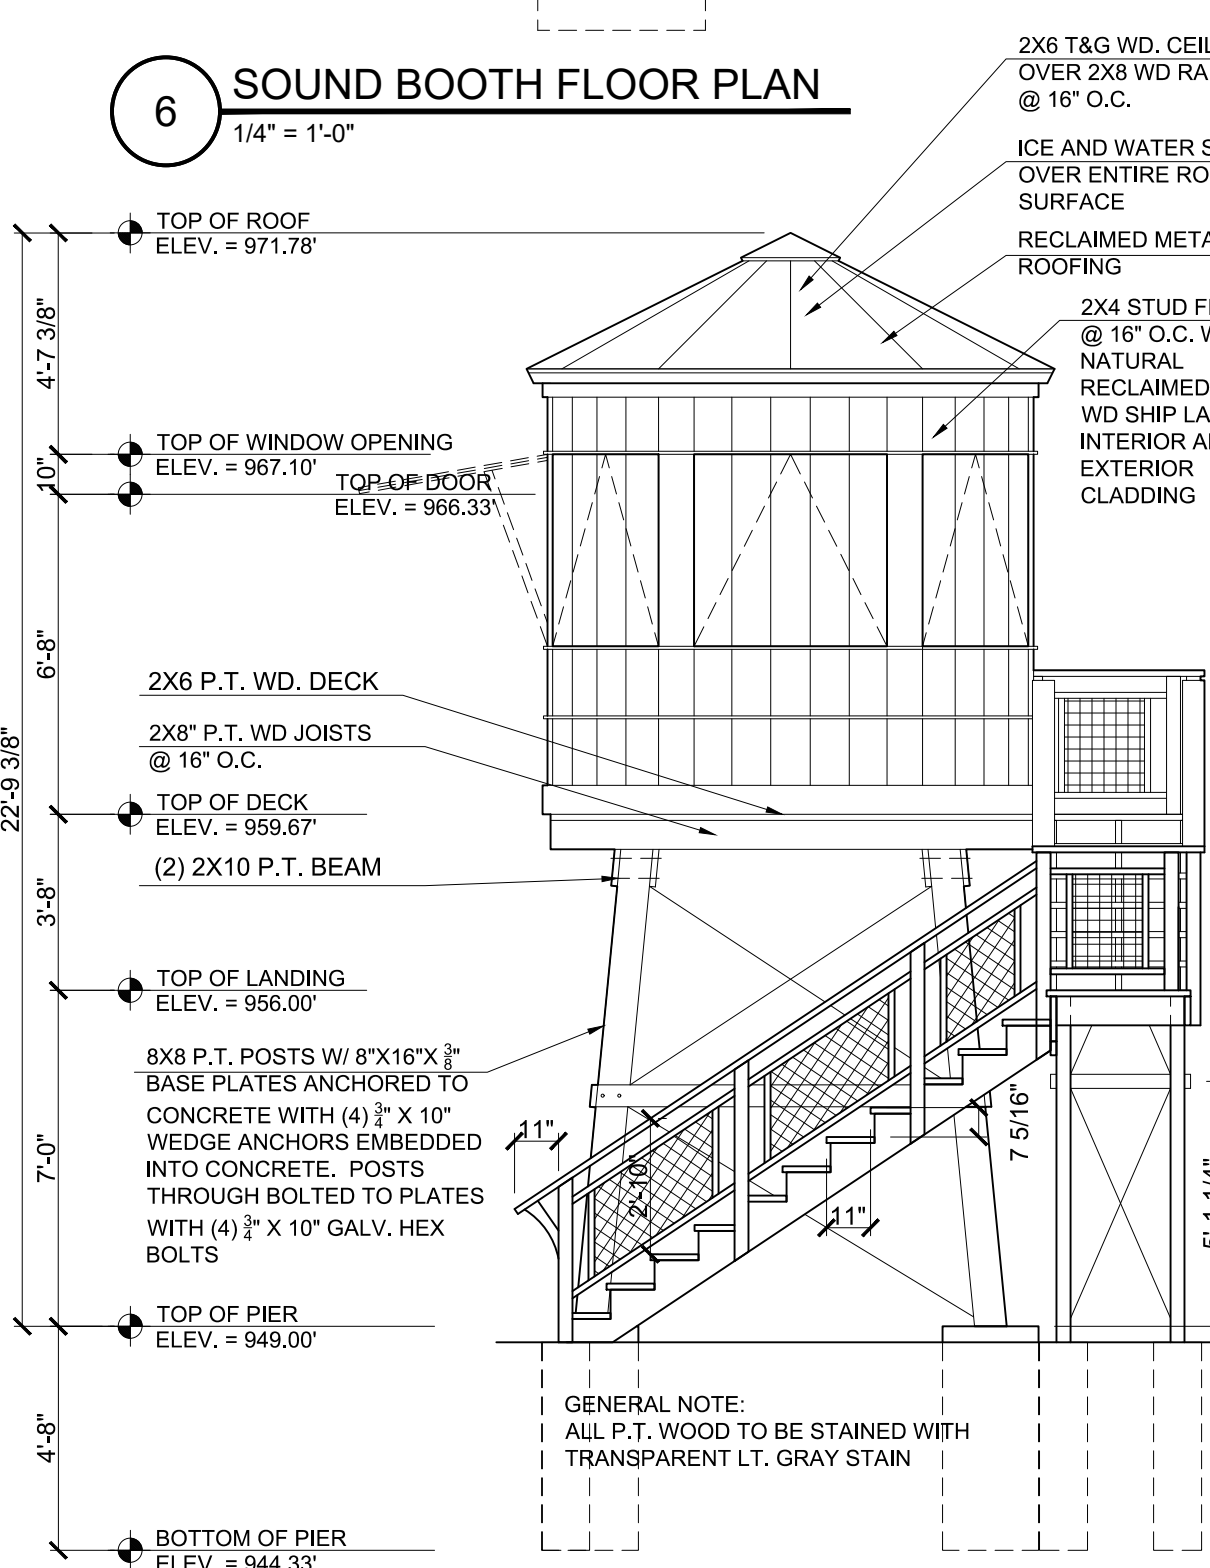 6
SOUND BOOTH FLOOR PLAN
1/4" = 1'-0"
2X6 T&G WD. CEIL
OVER 2X8 WD RA
@ 16" O.C.
ICE AND WATER S
OVER ENTIRE RO
SURFACE
RECLAIMED META
ROOFING
2X4 STUD F
@ 16" O.C. W
NATURAL
RECLAIMED
WD SHIP LA
INTERIOR A
EXTERIOR
CLADDING
TOP OF ROOF
ELEV. = 971.78'
4'-7 3/8"
TOP OF WINDOW OPENING
ELEV. = 967.10'
10"
TOP OF DOOR
ELEV. = 966.33'
6'-8"
2X6 P.T. WD. DECK
2X8" P.T. WD JOISTS
@ 16" O.C.
22'-9 3/8"
TOP OF DECK
ELEV. = 959.67'
(2) 2X10 P.T. BEAM
3'-8"
TOP OF LANDING
ELEV. = 956.00'
8X8 P.T. POSTS W/ 8"X16"X 3/8"
BASE PLATES ANCHORED TO
CONCRETE WITH (4) 3/4" X 10"
WEDGE ANCHORS EMBEDDED
INTO CONCRETE. POSTS
THROUGH BOLTED TO PLATES
WITH (4) 3/4" X 10" GALV. HEX
BOLTS
7'-0"
11"
2'-10"
11"
7 5/16"
5'-1 1/4"
TOP OF PIER
ELEV. = 949.00'
4'-8"
GENERAL NOTE:
ALL P.T. WOOD TO BE STAINED WITH
TRANSPARENT LT. GRAY STAIN
BOTTOM OF PIER
ELEV. = 944.33'